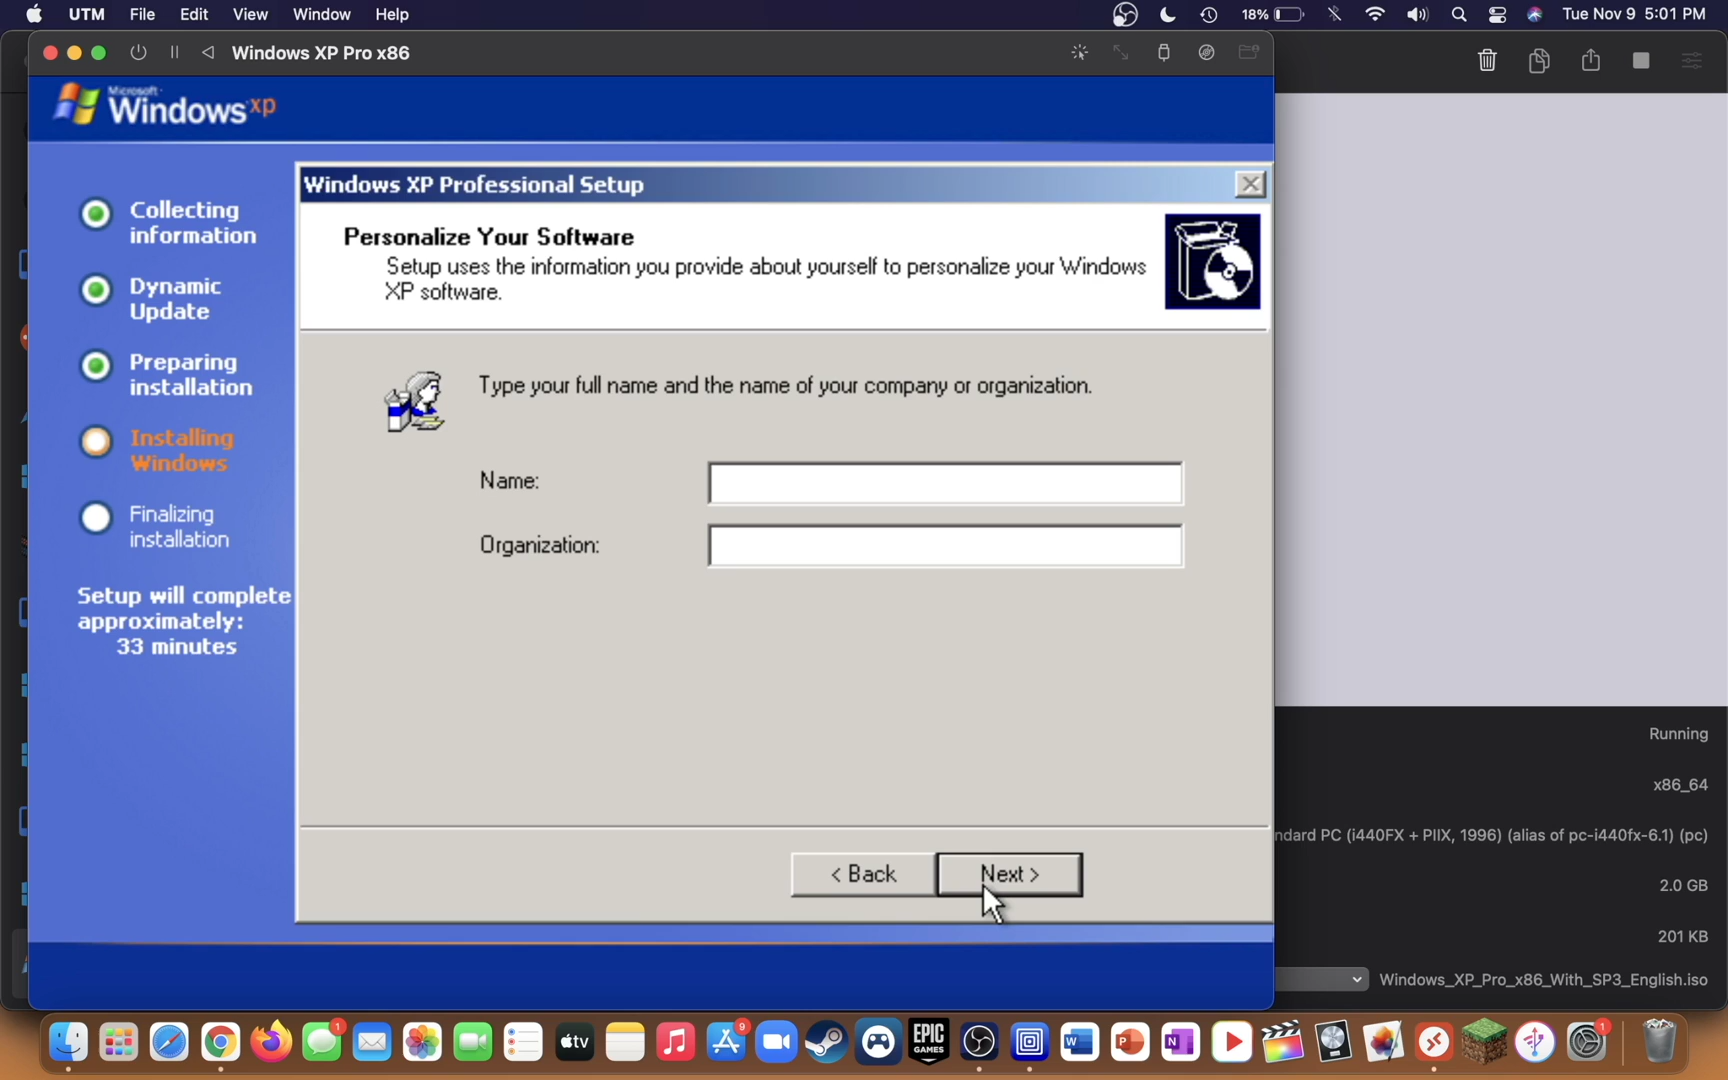 UTM File Edit View Window Help 18% Tue Nov 9 5:01 PM
Windows XP Pro x86
Microsoft
Windows xp
Windows XP Professional Setup
Collecting
information
Dynamic
Update
Preparing
installation
Installing
Windows
Finalizing
installation
Setup will complete
approximately:
33 minutes
Personalize Your Software
Setup uses the information you provide about yourself to personalize your Windows
XP software.
Type your full name and the name of your company or organization.
Name:
Organization:
< Back Next >
Running
x86_64
ndard PC (i440FX + PIIX, 1996) (alias of pc-i440fx-6.1) (pc)
2.0 GB
201 KB
Windows_XP_Pro_x86_With_SP3_English.iso
1
tv
9
EPIC
GAMES
W
P
N
1